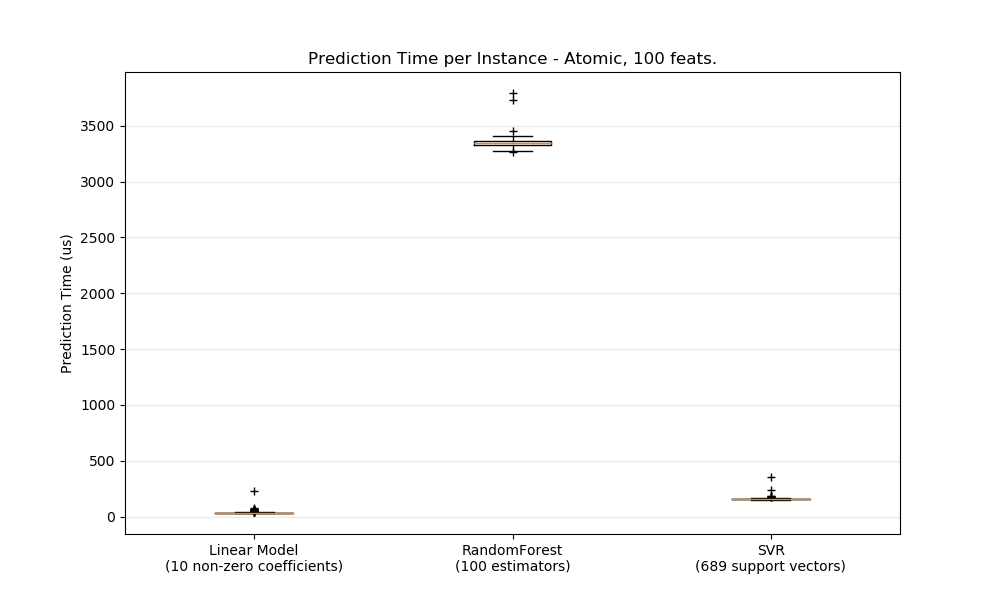 Prediction Time per Instance - Atomic, 100 feats.
Prediction Time (us)
3500
3000
2500
2000
1500
1000
500
0
Linear Model
(10 non-zero coefficients)
RandomForest
(100 estimators)
SVR
(689 support vectors)